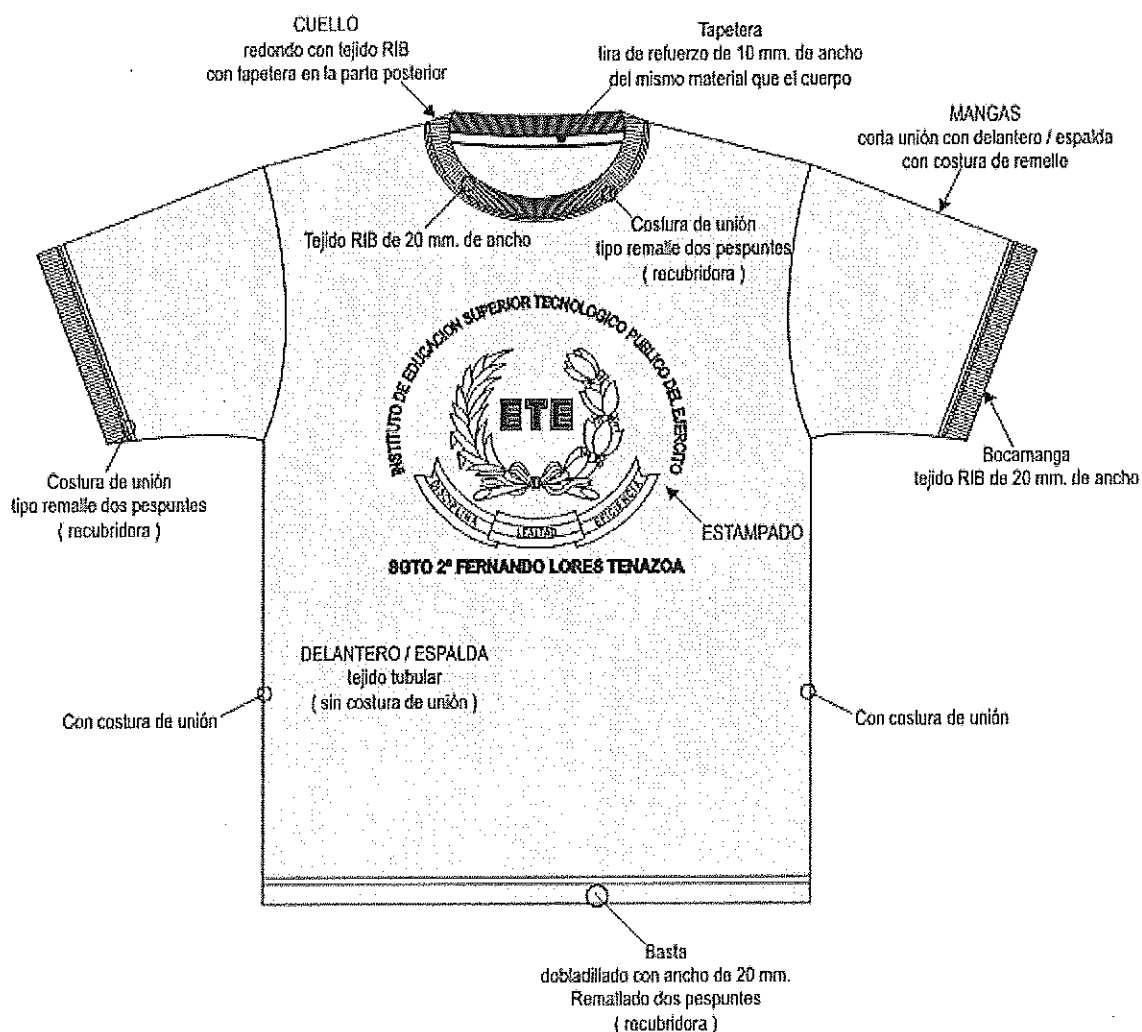 CUELLO
redondo con tejido RIB
con tapetera en la parte posterior
Tapetera
tira de refuerzo de 10 mm. de ancho
del mismo material que el cuerpo
MANGAS
corta unión con delantero / espalda
con costura de remalle
Tejido RIB de 20 mm. de ancho
Costura de unión
tipo remalle dos pespuntes
( recubridora )
INSTITUTO DE EDUCACION SUPERIOR TECNOLOGICO PUBLICO DEL EJERCITO
ETE
DISCIPLINA
LEALTAD
EFICIENCIA
SGTO 2º FERNANDO LORES TENAZOA
ESTAMPADO
Costura de unión
tipo remalle dos pespuntes
( recubridora )
Bocamanga
tejido RIB de 20 mm. de ancho
DELANTERO / ESPALDA
tejido tubular
( sin costura de unión )
Con costura de unión
Con costura de unión
Basta
dobladillado con ancho de 20 mm.
Remallado dos pespuntes
( recubridora )